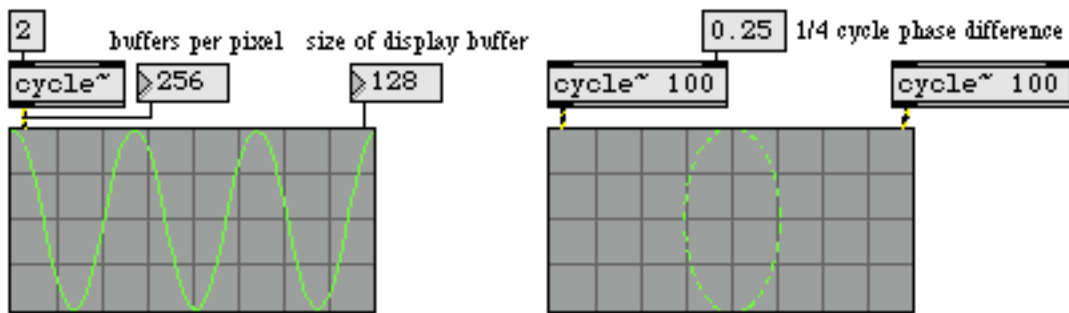 2
buffers per pixel
size of display buffer
0.25
1/4 cycle phase difference
cycle~
256
128
cycle~ 100
cycle~ 100